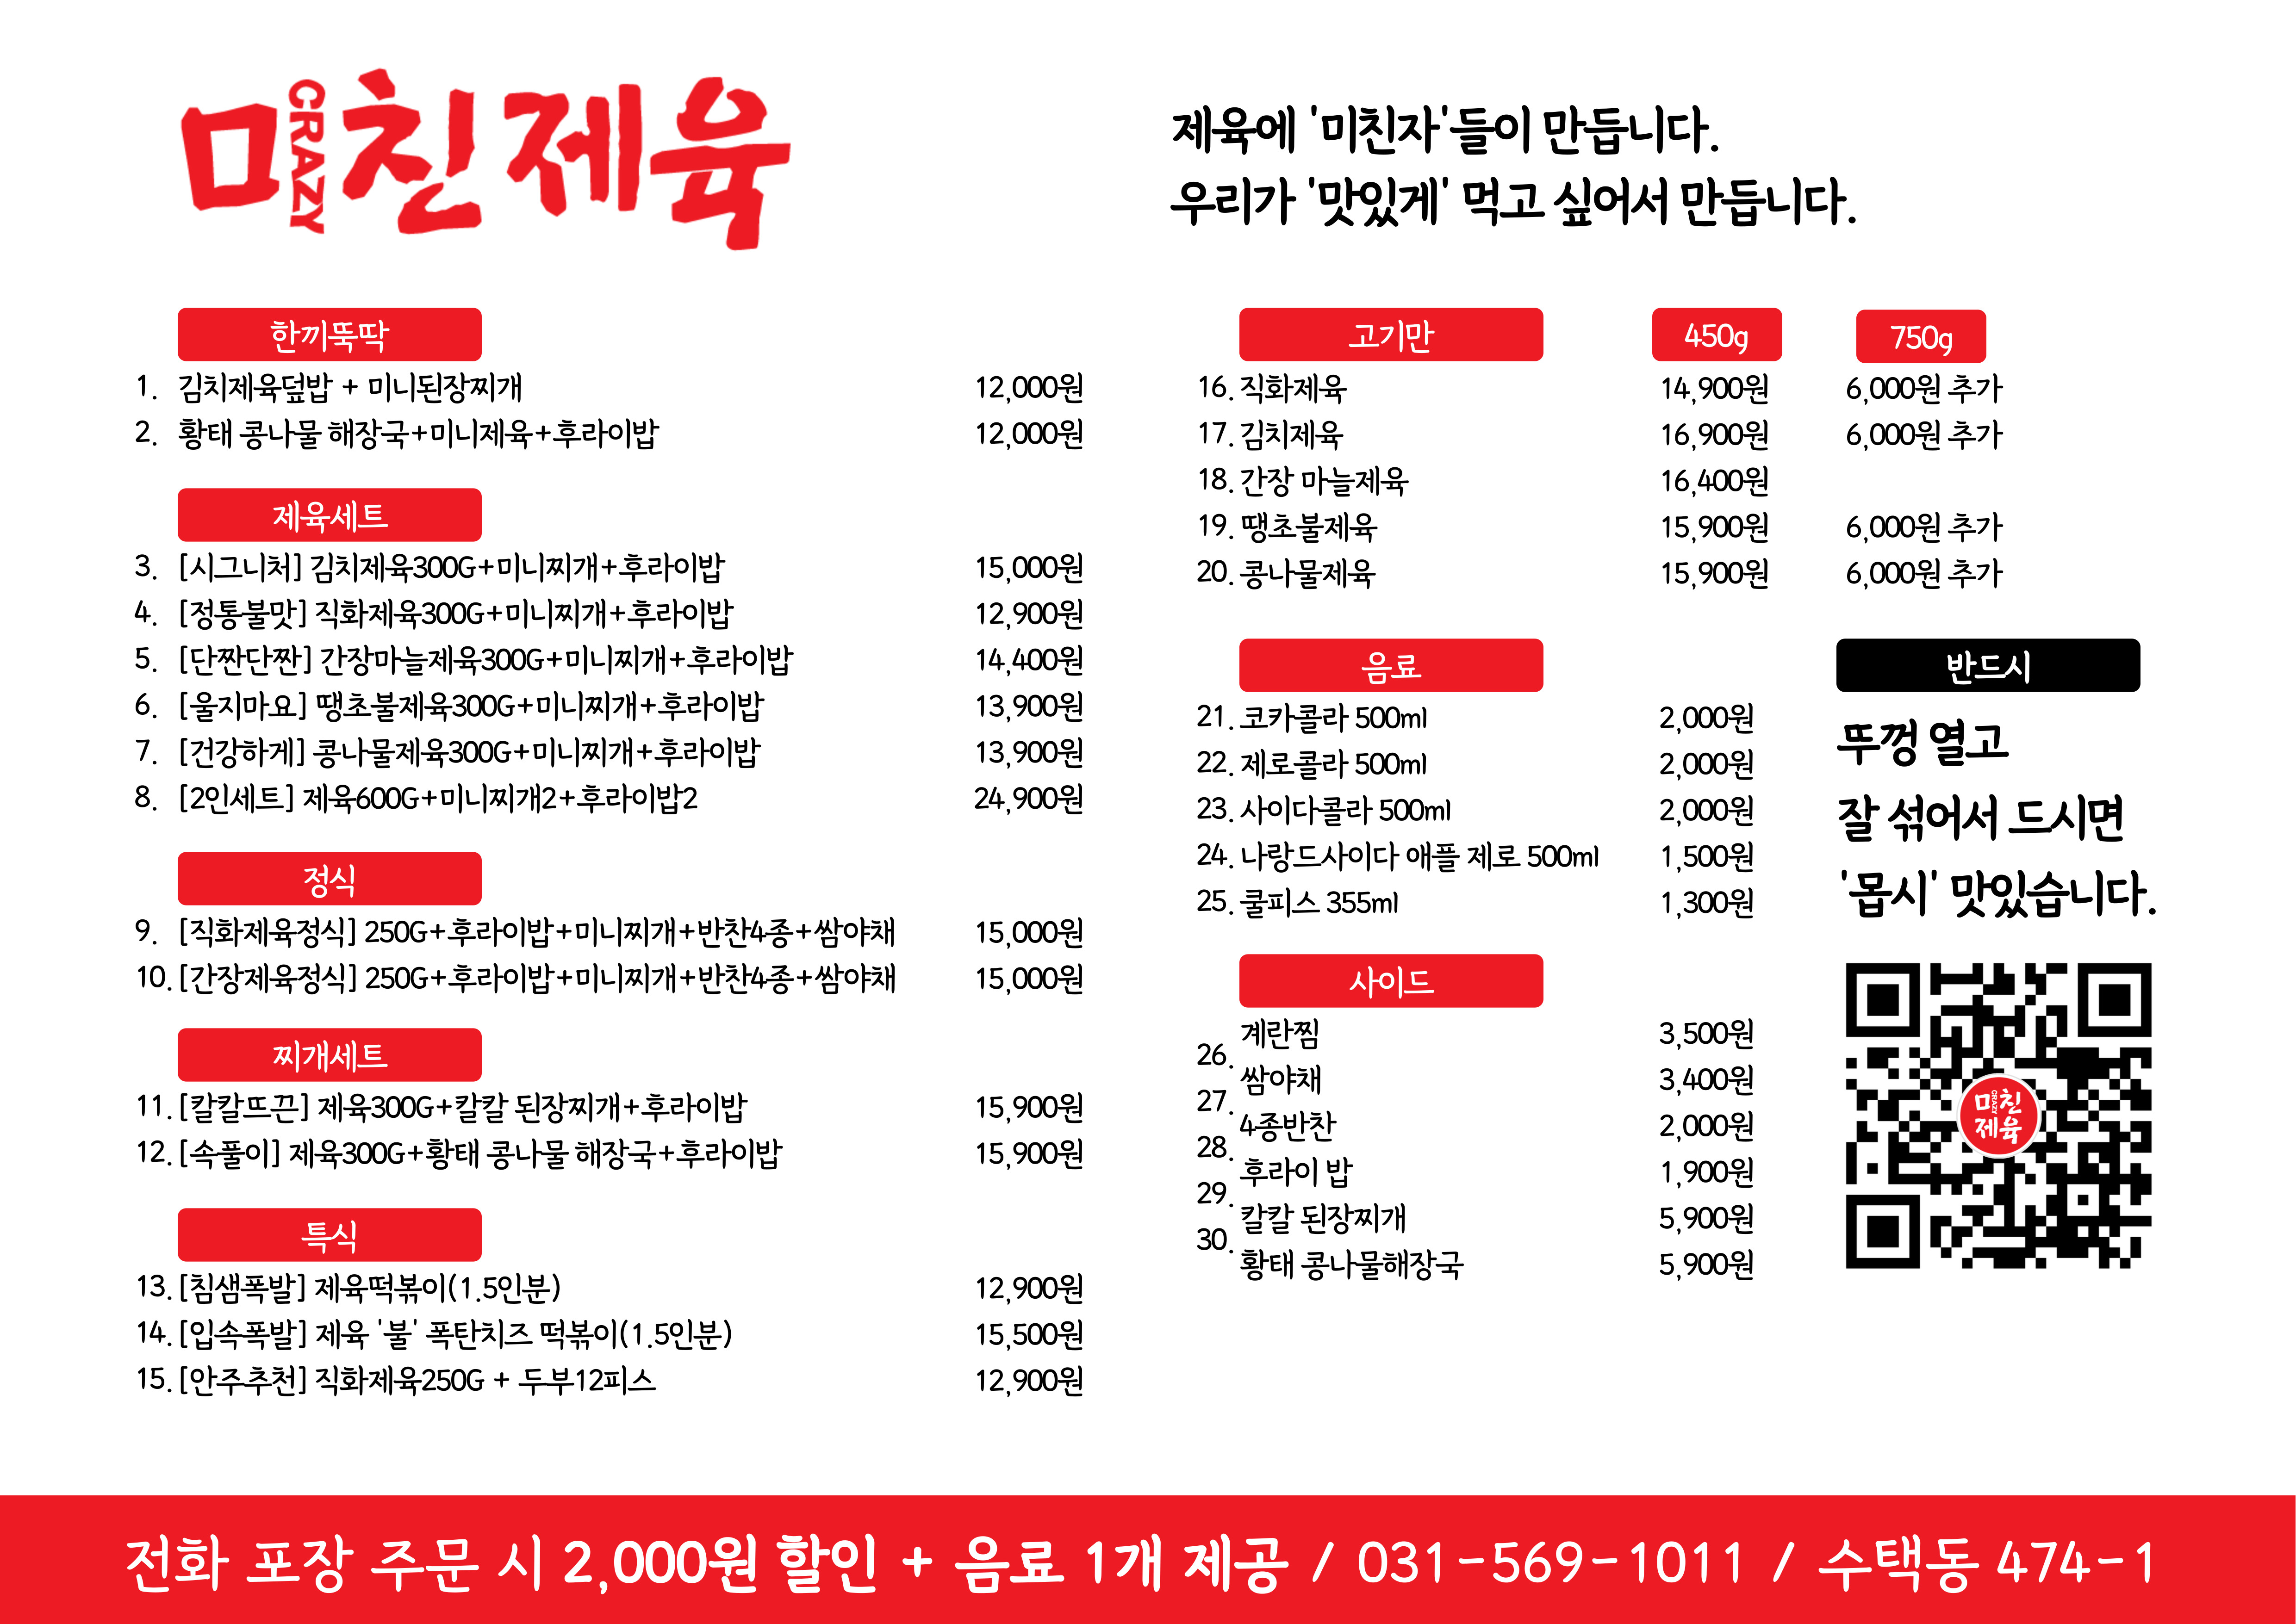 미친제육
CRAZY
제육에 '미친자'들이 만듭니다.
우리가 '맛있게' 먹고 싶어서 만듭니다.
한끼뚝딱
1. 김치제육덮밥 + 미니된장찌개 12,000원
2. 황태 콩나물 해장국+미니제육+후라이밥 12,000원
제육세트
3. [시그니처] 김치제육300G+미니찌개+후라이밥 15,000원
4. [정통불맛] 직화제육300G+미니찌개+후라이밥 12,900원
5. [단짠단짠] 간장마늘제육300G+미니찌개+후라이밥 14,400원
6. [울지마요] 땡초불제육300G+미니찌개+후라이밥 13,900원
7. [건강하게] 콩나물제육300G+미니찌개+후라이밥 13,900원
8. [2인세트] 제육600G+미니찌개2+후라이밥2 24,900원
정식
9. [직화제육정식] 250G+후라이밥+미니찌개+반찬4종+쌈야채 15,000원
10. [간장제육정식] 250G+후라이밥+미니찌개+반찬4종+쌈야채 15,000원
찌개세트
11. [칼칼뜨끈] 제육300G+칼칼 된장찌개+후라이밥 15,900원
12. [속풀이] 제육300G+황태 콩나물 해장국+후라이밥 15,900원
특식
13. [침샘폭발] 제육떡볶이(1.5인분) 12,900원
14. [입속폭발] 제육 '불' 폭탄치즈 떡볶이(1.5인분) 15,500원
15. [안주추천] 직화제육250G + 두부12피스 12,900원
고기만 450g 750g
16. 직화제육 14,900원 6,000원 추가
17. 김치제육 16,900원 6,000원 추가
18. 간장 마늘제육 16,400원
19. 땡초불제육 15,900원 6,000원 추가
20. 콩나물제육 15,900원 6,000원 추가
음료
21. 코카콜라 500ml 2,000원
22. 제로콜라 500ml 2,000원
23. 사이다콜라 500ml 2,000원
24. 나랑드사이다 애플 제로 500ml 1,500원
25. 쿨피스 355ml 1,300원
사이드
계란찜 3,500원
26.
쌈야채 3,400원
27.
4종반찬 2,000원
28.
후라이 밥 1,900원
29.
칼칼 된장찌개 5,900원
30.
황태 콩나물해장국 5,900원
반드시
뚜껑 열고
잘 섞어서 드시면
'몹시' 맛있습니다.
미친
CRAZY
제육
전화 포장 주문 시 2,000원 할인 + 음료 1개 제공 / 031-569-1011 / 수택동 474-1